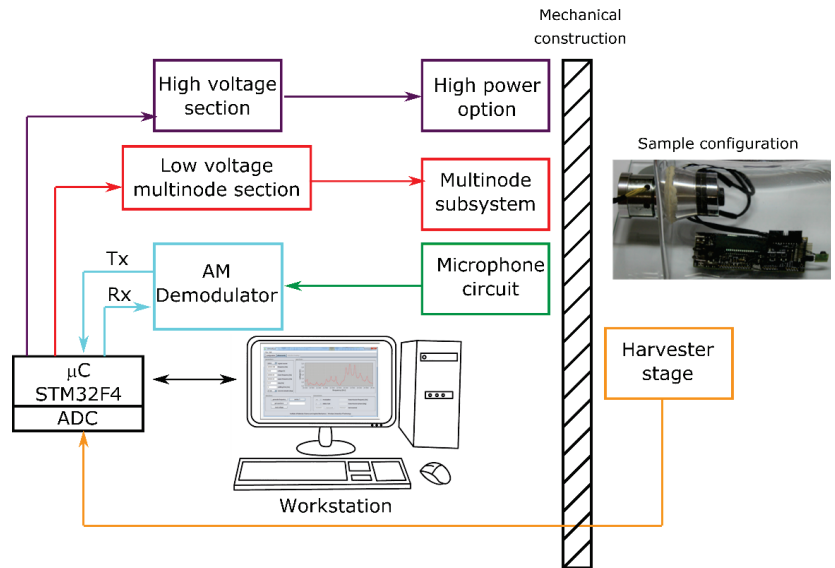 Mechanical
construction
High voltage
section
High power
option
Low voltage
multinode section
Multinode
subsystem
Sample configuration
Tx
Rx
AM
Demodulator
Microphone
circuit
Harvester
stage
μC
STM32F4
ADC
Workstation